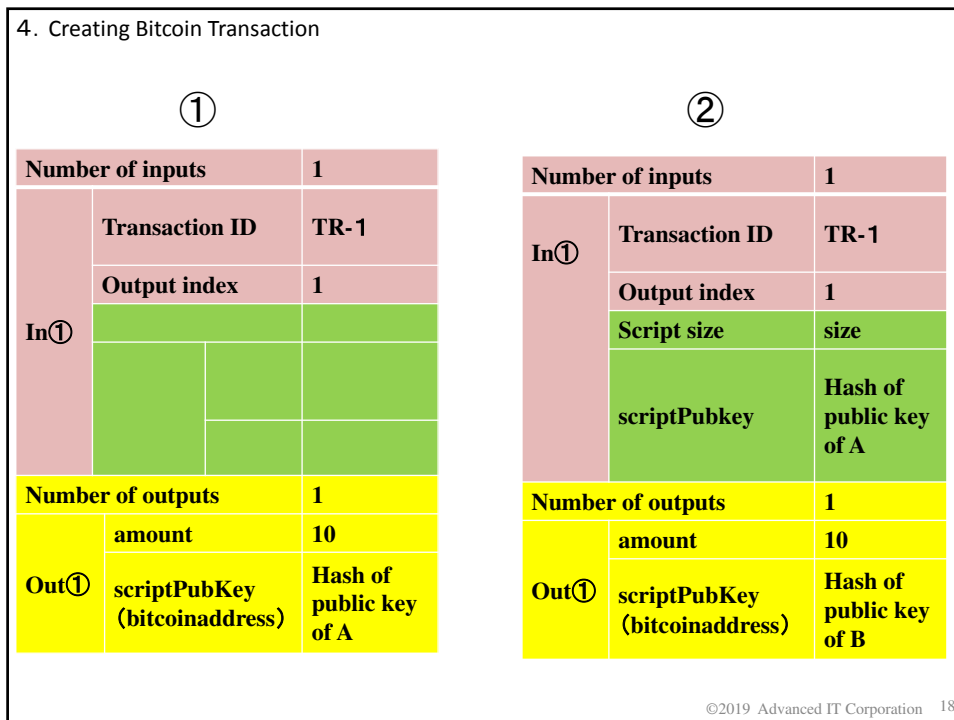 ４．Creating Bitcoin Transaction
①
Number of inputs 1
In① Transaction ID TR-１
Output index 1
Number of outputs 1
Out① amount 10
scriptPubKey
（bitcoinaddress）
Hash of
public key
of A
②
Number of inputs 1
In① Transaction ID TR-１
Output index 1
Script size size
scriptPubkey
Hash of
public key
of A
Number of outputs 1
Out① amount 10
scriptPubKey
（bitcoinaddress）
Hash of
public key
of B
©2019 Advanced IT Corporation 18